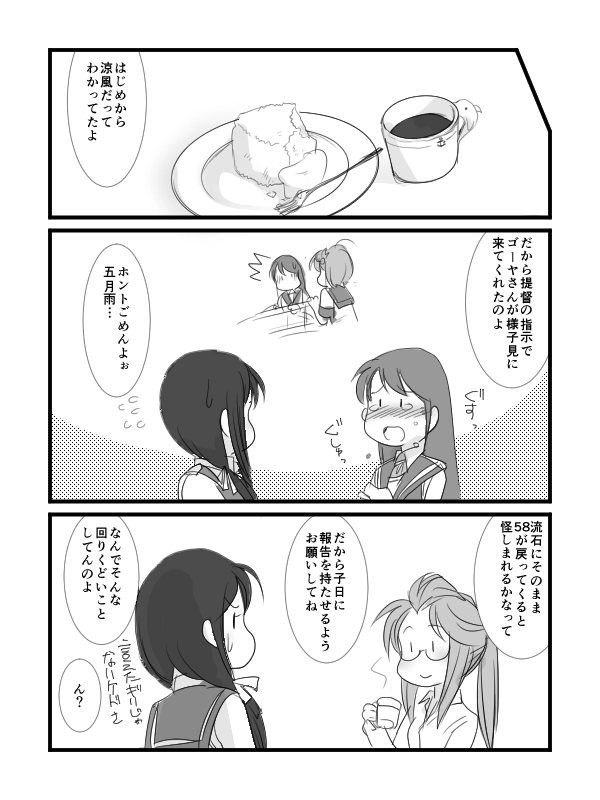 はじめから
涼風だって
わかってたよ
だから提督の指示で
ゴーヤさんが様子見に
来てくれたのよ
ぐすっ
ぐしゅっ
ホントごめんよぉ
五月雨…
流石にそのまま
58が戻ってくると
怪しまれるかなって
だから子日に
報告を持たせるよう
お願いしてね
なんでそんな
回りくどいこと
してんのよ
ないケドさ
ん?